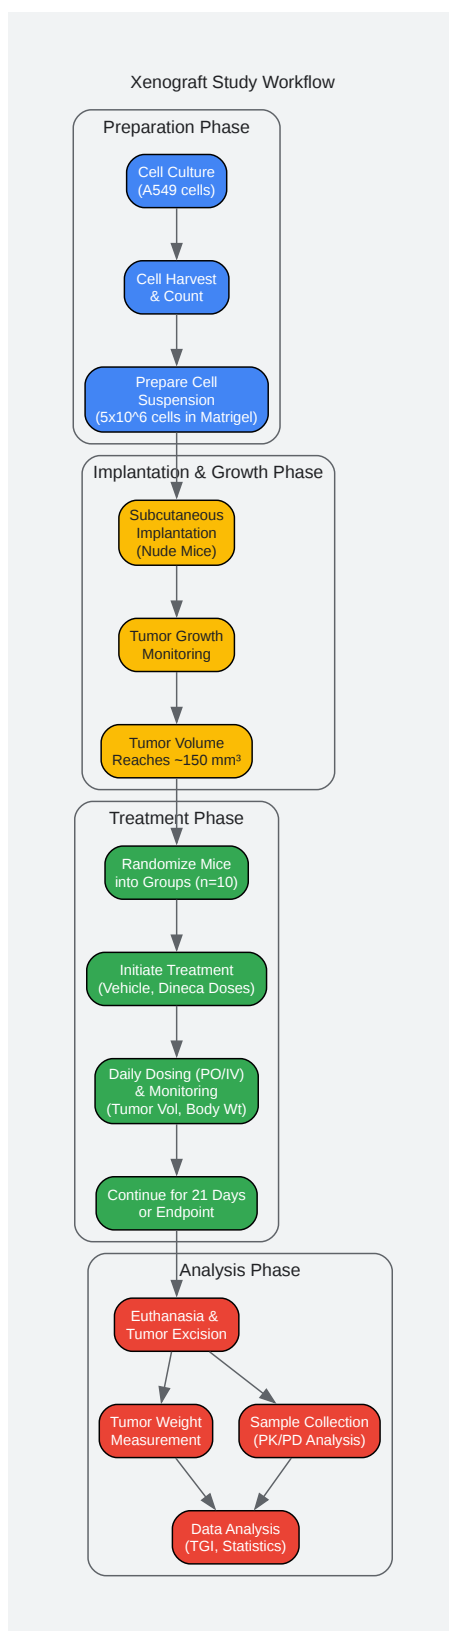 Xenograft Study Workflow
Preparation Phase
Cell Culture
(A549 cells)
Cell Harvest
& Count
Prepare Cell
Suspension
(5x10^6 cells in Matrigel)
Implantation & Growth Phase
Subcutaneous
Implantation
(Nude Mice)
Tumor Growth
Monitoring
Tumor Volume
Reaches ~150 mm³
Treatment Phase
Randomize Mice
into Groups (n=10)
Initiate Treatment
(Vehicle, Dineca Doses)
Daily Dosing (PO/IV)
& Monitoring
(Tumor Vol, Body Wt)
Continue for 21 Days
or Endpoint
Analysis Phase
Euthanasia &
Tumor Excision
Tumor Weight
Measurement
Sample Collection
(PK/PD Analysis)
Data Analysis
(TGI, Statistics)